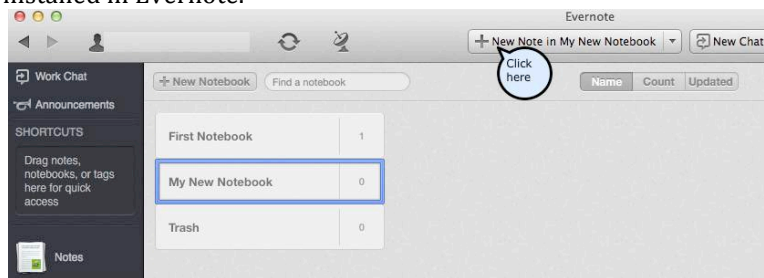 installed in Evernote.
Evernote
New Note in My New Notebook
New Chat
Click
here
Work Chat
New Notebook
Find a notebook
Name Count Updated
Announcements
SHORTCUTS
First Notebook 1
Drag notes,
notebooks, or tags
here for quick
access
My New Notebook 0
Trash 0
Notes